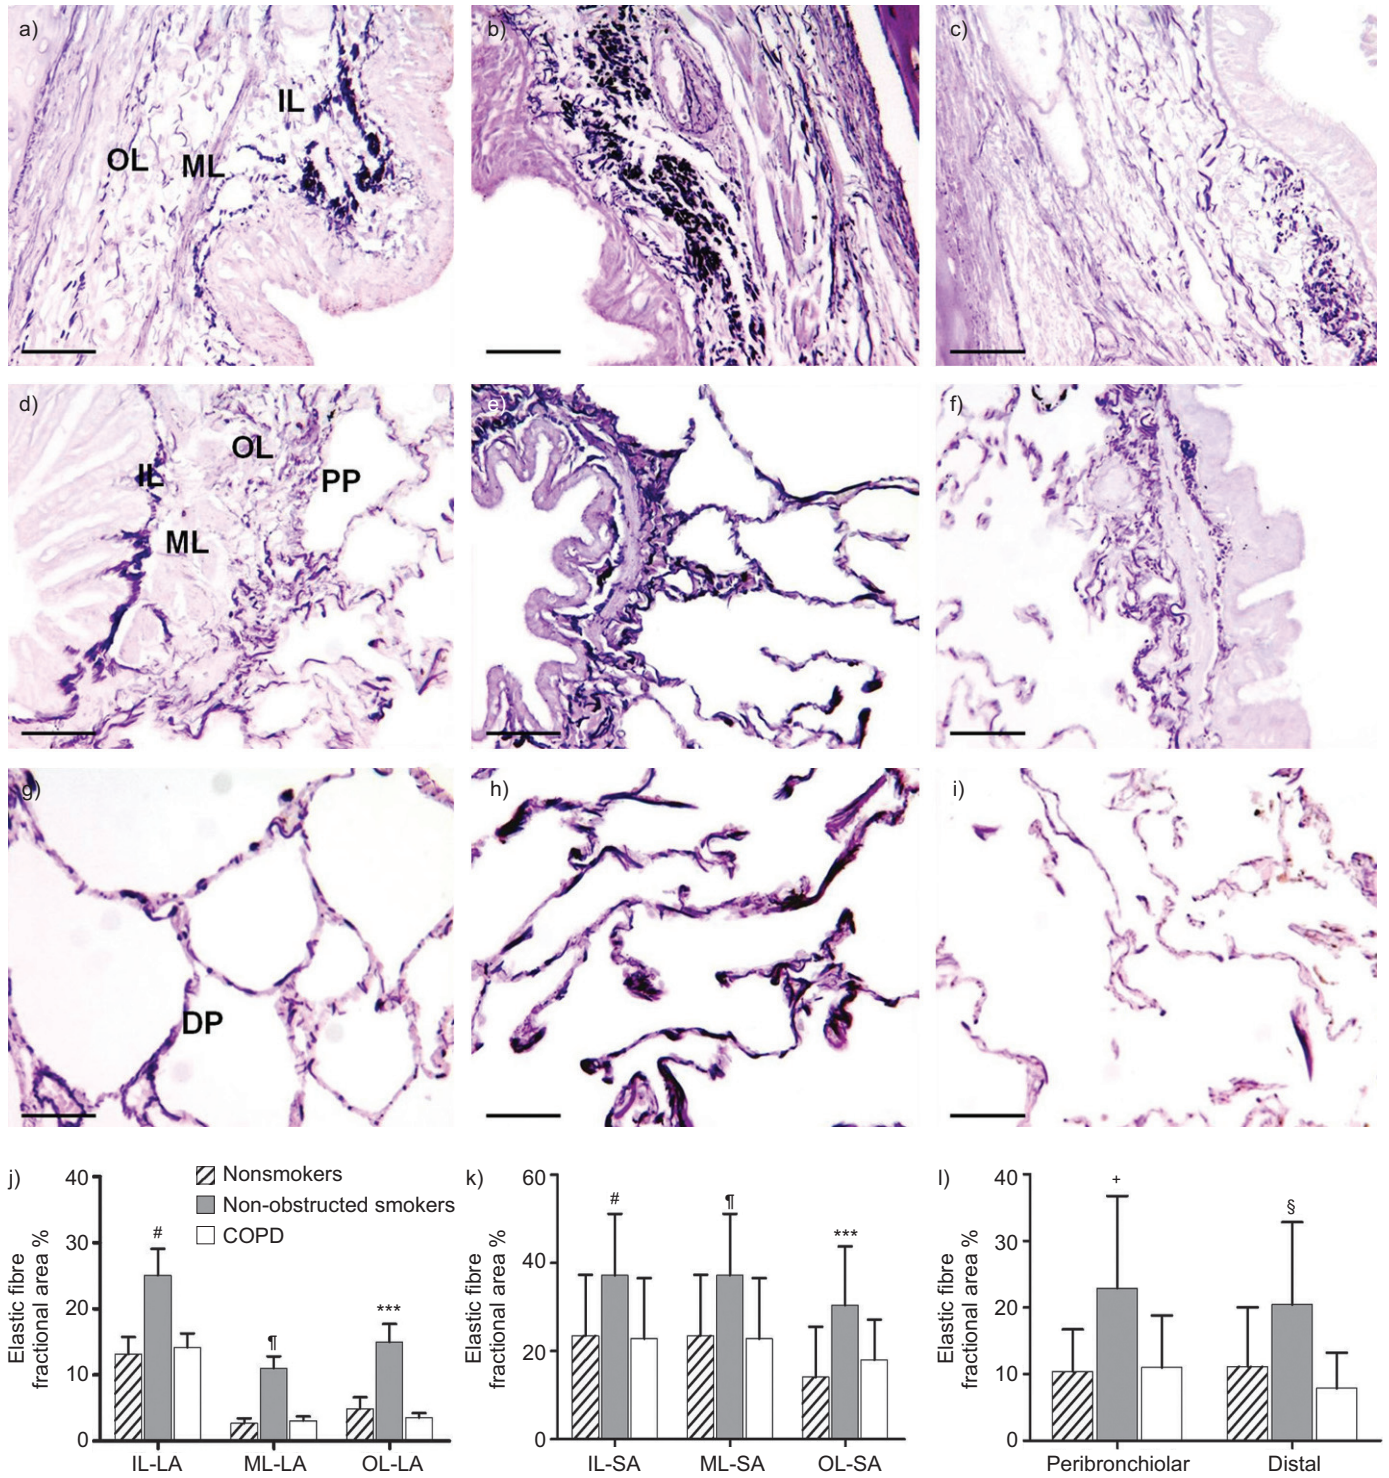 a)
b)
c)
IL
OL
ML
d)
e)
f)
OL
IL
PP
ML
g)
h)
i)
DP
j)
k)
l)
Nonsmokers
Non-obstructed smokers
COPD
Elastic fibre
fractional area %
40
30
20
10
0
#
¶
***
IL-LA
ML-LA
OL-LA
Elastic fibre
fractional area %
60
40
20
0
#
¶
***
IL-SA
ML-SA
OL-SA
Elastic fibre
fractional area %
40
30
20
10
0
+
§
Peribronchiolar
Distal